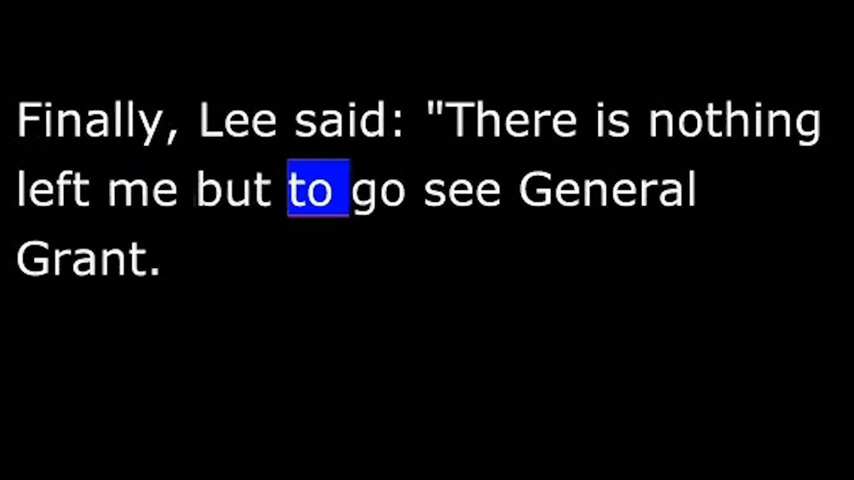 Finally, Lee said: "There is nothing
left me but to go see General
Grant.